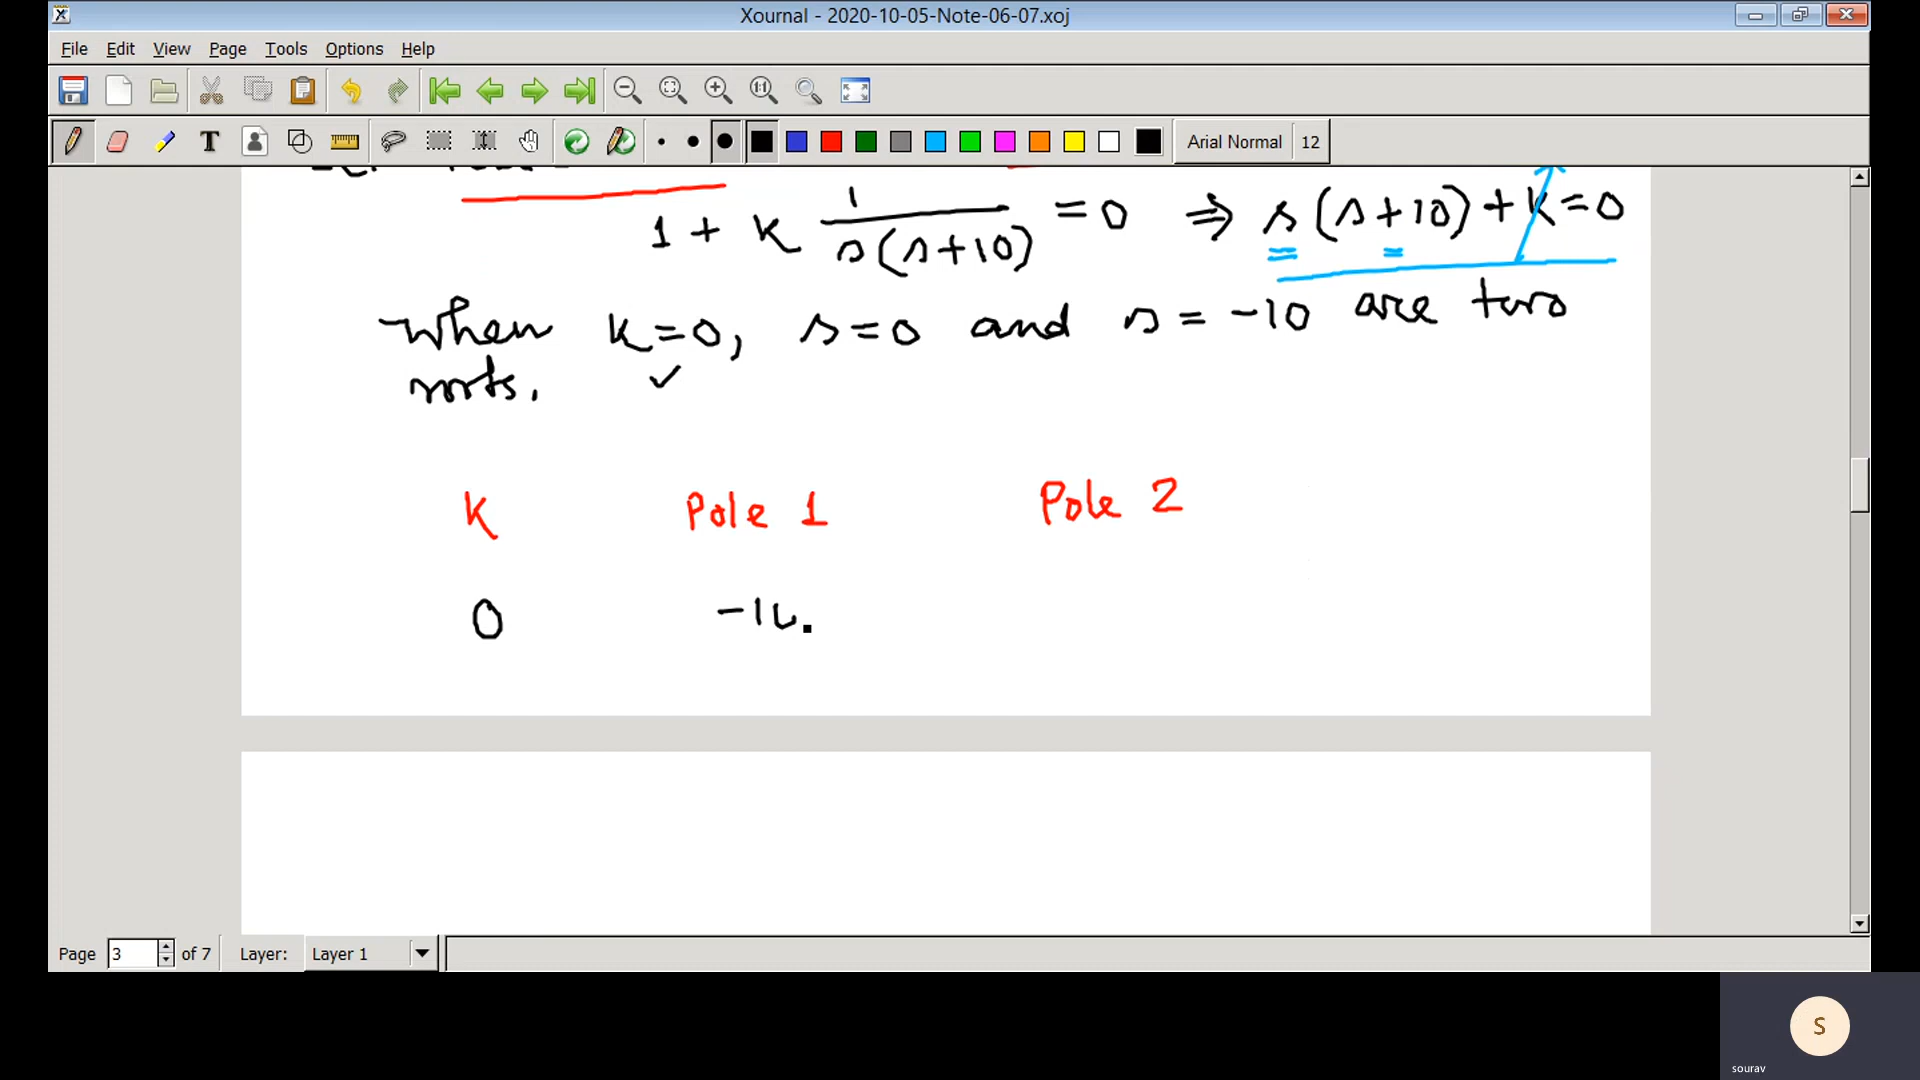 Xournal - 2020-10-05-Note-06-07.xoj
File Edit View Page Tools Options Help
Arial Normal 12
1 + K 1/s(s+10) = 0 ⇒ s(s+10)+K=0
When K=0, s=0 and s = -10 are two
roots. ✓
K Pole 1 Pole 2
0
Page 3 of 7 Layer: Layer 1
S
sourav